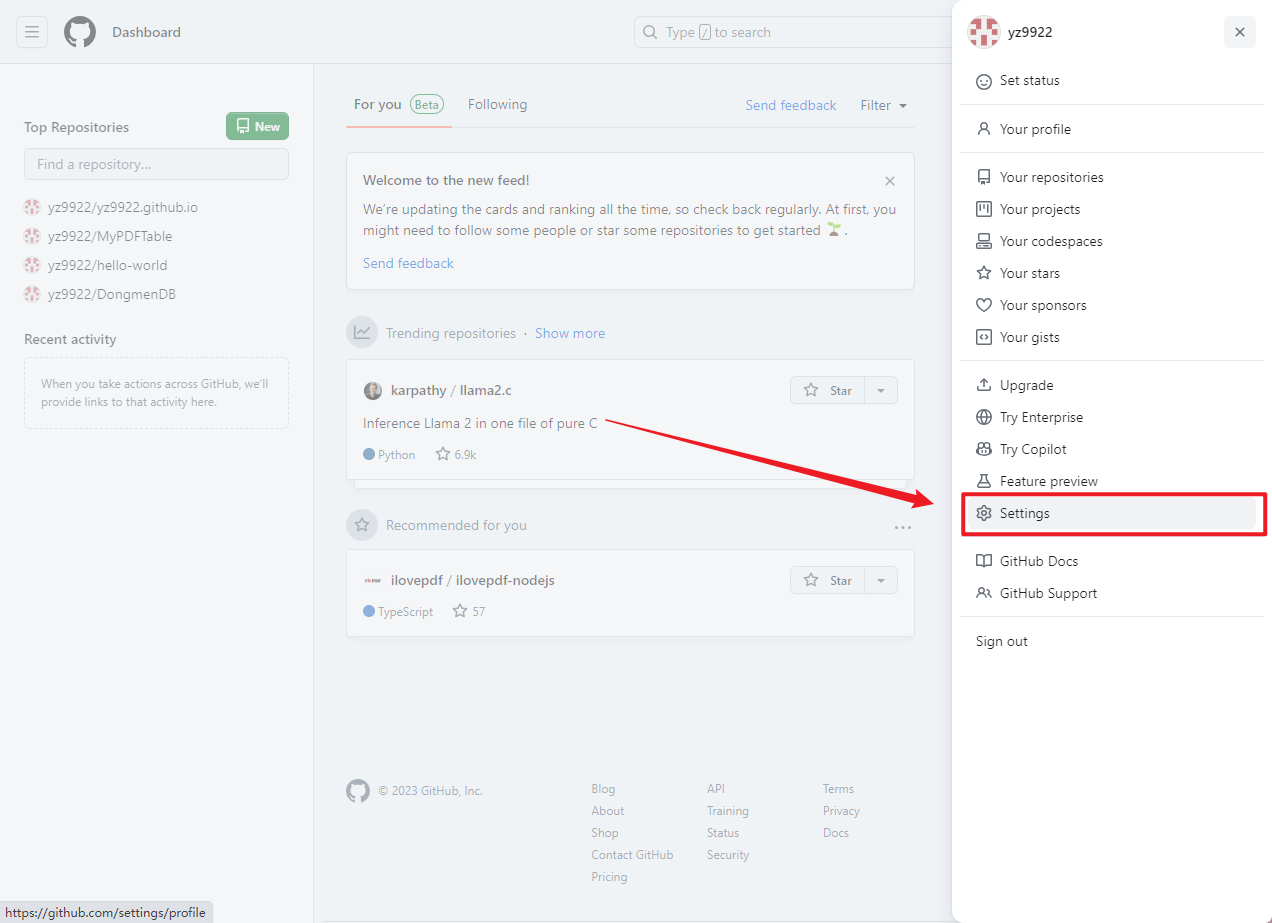 Dashboard
Type / to search
Top Repositories
New
Find a repository...
yz9922/yz9922.github.io
yz9922/MyPDFTable
yz9922/hello-world
yz9922/DongmenDB
Recent activity
When you take actions across GitHub, we'll
provide links to that activity here.
For you Beta Following Send feedback Filter
Welcome to the new feed!
We're updating the cards and ranking all the time, so check back regularly. At first, you
might need to follow some people or star some repositories to get started 🌱 .
Send feedback
Trending repositories · Show more
karpathy / llama2.c Star
Inference Llama 2 in one file of pure C
Python 6.9k
Recommended for you
ilovepdf / ilovepdf-nodejs Star
TypeScript 57
© 2023 GitHub, Inc.
Blog
About
Shop
Contact GitHub
Pricing
API
Training
Status
Security
Terms
Privacy
Docs
yz9922
Set status
Your profile
Your repositories
Your projects
Your codespaces
Your stars
Your sponsors
Your gists
Upgrade
Try Enterprise
Try Copilot
Feature preview
Settings
GitHub Docs
GitHub Support
Sign out
https://github.com/settings/profile